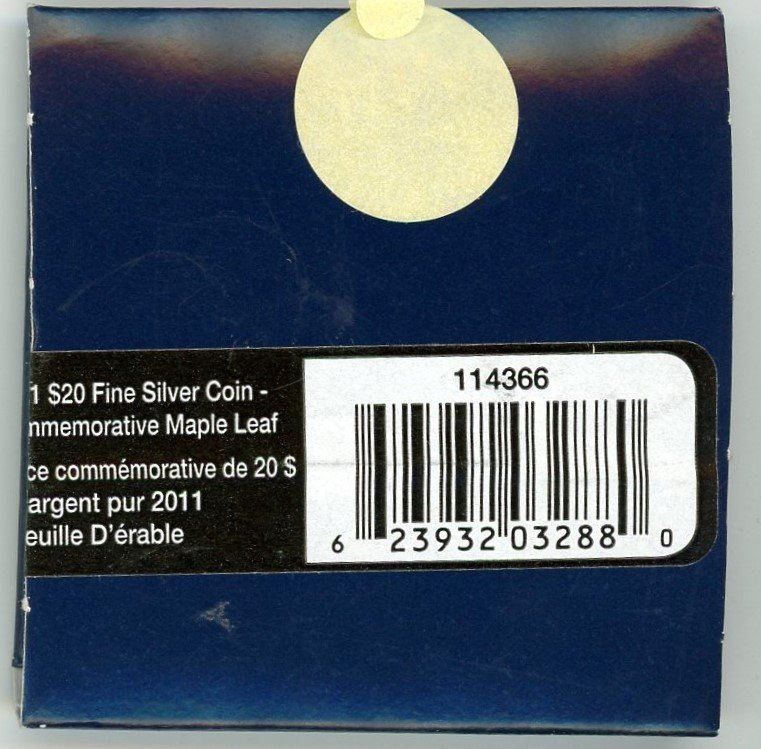 1 $20 Fine Silver Coin -
mmemorative Maple Leaf
ce commémorative de 20 $
argent pur 2011
euille D'érable
114366
6 23932 03288 0